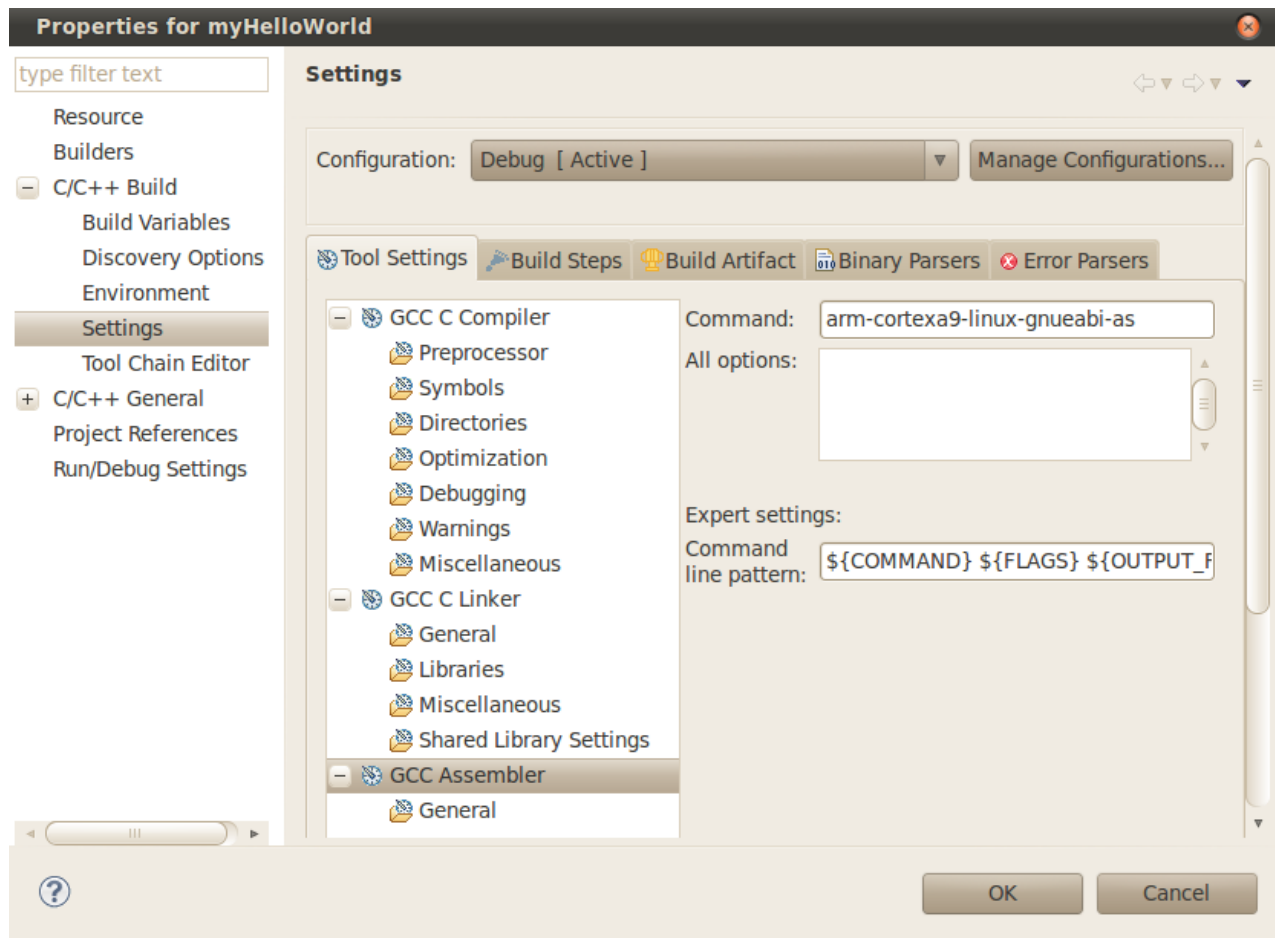 Properties for myHelloWorld
type filter text
Resource
Builders
C/C++ Build
Build Variables
Discovery Options
Environment
Settings
Tool Chain Editor
C/C++ General
Project References
Run/Debug Settings
Settings
Configuration: Debug [ Active ] Manage Configurations...
Tool Settings Build Steps Build Artifact 010 Binary Parsers Error Parsers
GCC C Compiler
Preprocessor
Symbols
Directories
Optimization
Debugging
Warnings
Miscellaneous
GCC C Linker
General
Libraries
Miscellaneous
Shared Library Settings
GCC Assembler
General
Command: arm-cortexa9-linux-gnueabi-as
All options:
Expert settings:
Command
line pattern: ${COMMAND} ${FLAGS} ${OUTPUT_F
?
OK Cancel